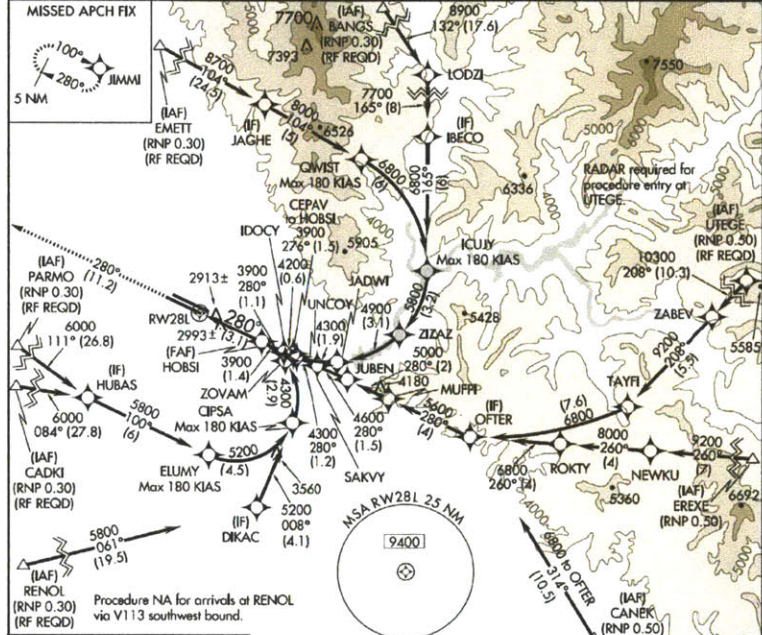 MISSED APCH FIX
100°
280°
5 NM
JIMMI
8700
104°
(24.5)
(IAF)
EMETT
(RNP 0.30)
(RF REQD)
7700
7393
(IAF)
BANGS
(RNP 0.30)
(RF REQD)
8900
132° (17.6)
LODZI
7700
165° (8)
7550
8000
104°
(5)
(IF)
JAGHE
6526
(IF)
IBECO
QWIST
Max 180 KIAS
6800
(6)
6800
165°
(6)
6336
RADAR required for
procedure entry at
UTEGE.
(IAF)
UTEGE
(RNP 0.50)
(RF REQD)
CEPAV
to HOBSI
3900
276° (1.5)
5905
IDOCY
4200
(0.6)
ICUJY
Max 180 KIAS
10300
208° (10.3)
280°
(11.2)
(IAF)
PARMO
(RNP 0.30)
(RF REQD)
2913±
3900
280°
(1.1)
JADWI
UNCOY
4900
(3.1)
5800
(3.2)
5428
ZABEV
5585
RW28L
2993±
280°
(3.1)
4300
(1.9)
ZIZAZ
(FAF)
HOBSI
6000
111° (26.8)
(IF)
HUBAS
3900
(1.4)
JUBEN
5000
280° (2)
4180
MUFPI
9200
208°
(5.5)
TAYFI
ZOVAM
CIPSA
Max 180 KIAS
4000
(2.9)
5600
280°
(4)
(IF)
OFTER
(7.6)
6800
6000
084° (27.8)
5800
100°
(6)
4300
280°
(1.2)
4600
280°
(1.5)
SAKVY
(IAF)
CADKI
(RNP 0.30)
(RF REQD)
ELUMY
Max 180 KIAS
5200
(4.5)
3560
6800
260° (4)
ROKTY
8000
260°
(4)
NEWKU
9200
260°
(7)
5360
6692
(IAF)
EREXE
(RNP 0.50)
5200
008°
(4.1)
(IF)
DIKAC
MSA RW28L 25 NM
9400
5800
061°
(19.5)
(IAF)
RENOL
(RNP 0.30)
(RF REQD)
Procedure NA for arrivals at RENOL
via V113 southwest bound.
6800 to OFTER
314°
(10.5)
(IAF)
CANEK
(RNP 0.50)